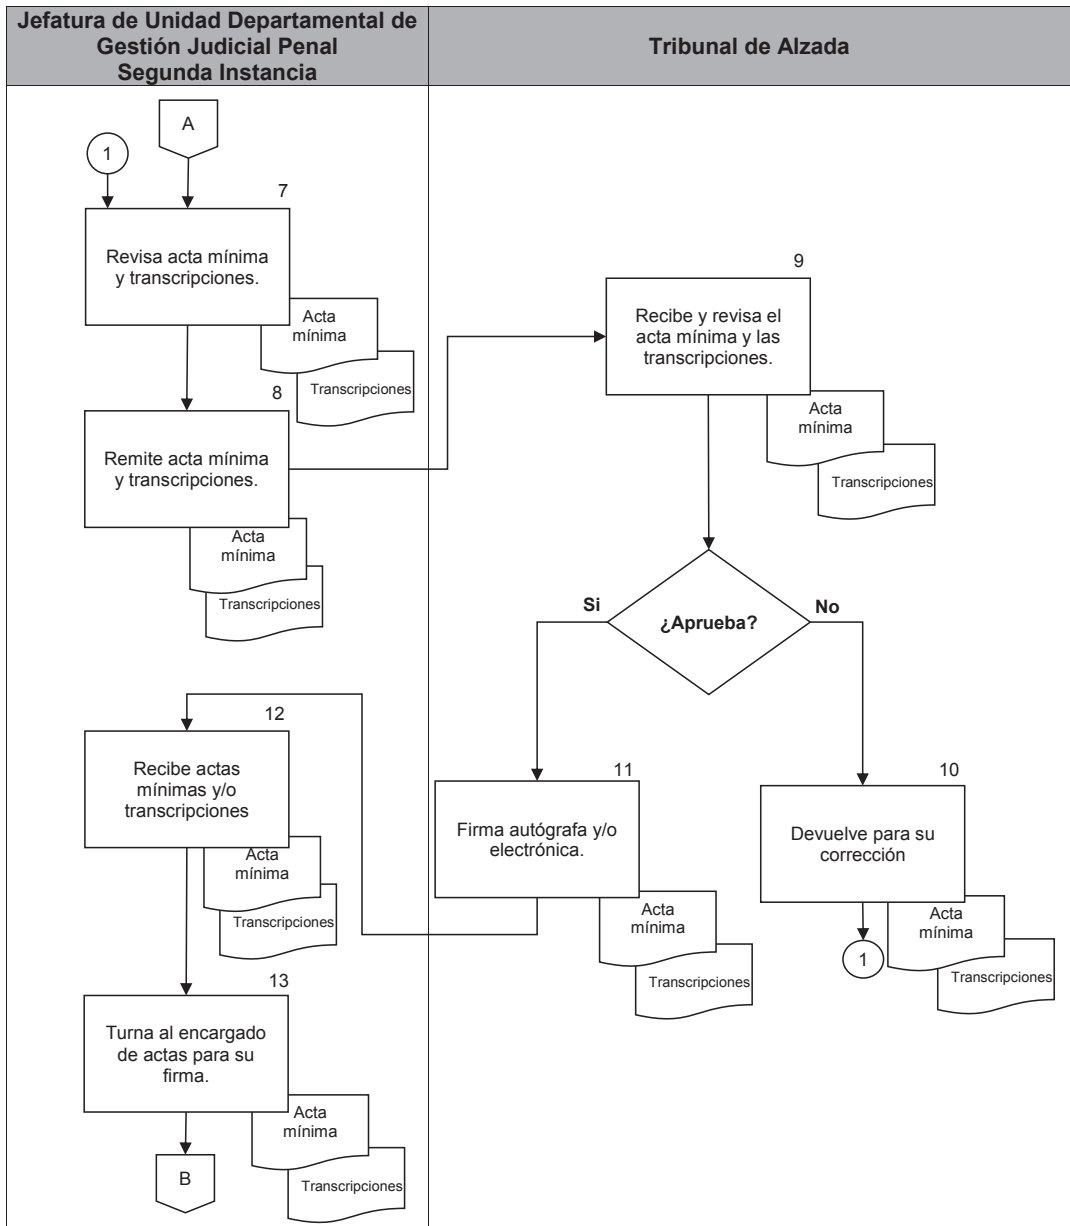 Jefatura de Unidad Departamental de
Gestión Judicial Penal
Segunda Instancia
Tribunal de Alzada
A
1
7
Revisa acta mínima
y transcripciones.
Acta
mínima
Transcripciones
8
Remite acta mínima
y transcripciones.
Acta
mínima
Transcripciones
9
Recibe y revisa el
acta mínima y las
transcripciones.
Acta
mínima
Transcripciones
Si
¿Aprueba?
No
10
Devuelve para su
corrección
Acta
mínima
Transcripciones
1
11
Firma autógrafa y/o
electrónica.
Acta
mínima
Transcripciones
12
Recibe actas
mínimas y/o
transcripciones
Acta
mínima
Transcripciones
13
Turna al encargado
de actas para su
firma.
Acta
mínima
Transcripciones
B